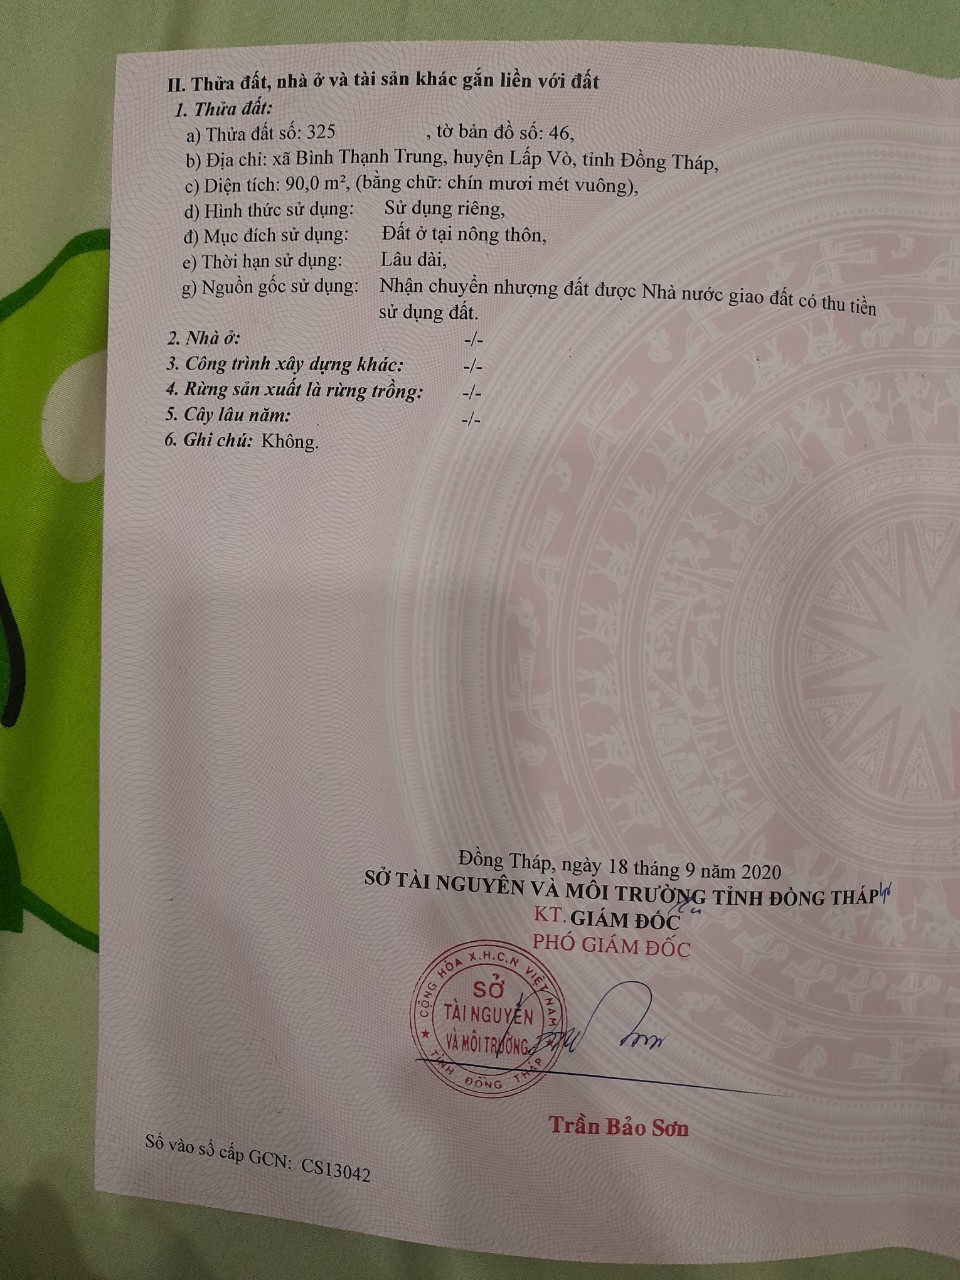 II. Thửa đất, nhà ở và tài sản khác gắn liền với đất
1. Thửa đất:
a) Thửa đất số: 325 , tờ bản đồ số: 46,
b) Địa chỉ: xã Bình Thạnh Trung, huyện Lấp Vò, tỉnh Đồng Tháp,
c) Diện tích: 90,0 m², (bằng chữ: chín mươi mét vuông),
d) Hình thức sử dụng: Sử dụng riêng,
đ) Mục đích sử dụng: Đất ở tại nông thôn,
e) Thời hạn sử dụng: Lâu dài,
g) Nguồn gốc sử dụng: Nhận chuyển nhượng đất được Nhà nước giao đất có thu tiền
sử dụng đất.
2. Nhà ở: -/-
3. Công trình xây dựng khác: -/-
4. Rừng sản xuất là rừng trồng: -/-
5. Cây lâu năm: -/-
6. Ghi chú: Không.
Đồng Tháp, ngày 18 tháng 9 năm 2020
SỞ TÀI NGUYÊN VÀ MÔI TRƯỜNG TỈNH ĐỒNG THÁP
KT. GIÁM ĐỐC
PHÓ GIÁM ĐỐC
CỘNG HÒA X.H.C.N VIỆT NAM
SỞ
TÀI NGUYÊN
VÀ MÔI TRƯỜNG
TỈNH ĐỒNG THÁP
Trần Bảo Sơn
Số vào sổ cấp GCN: CS13042